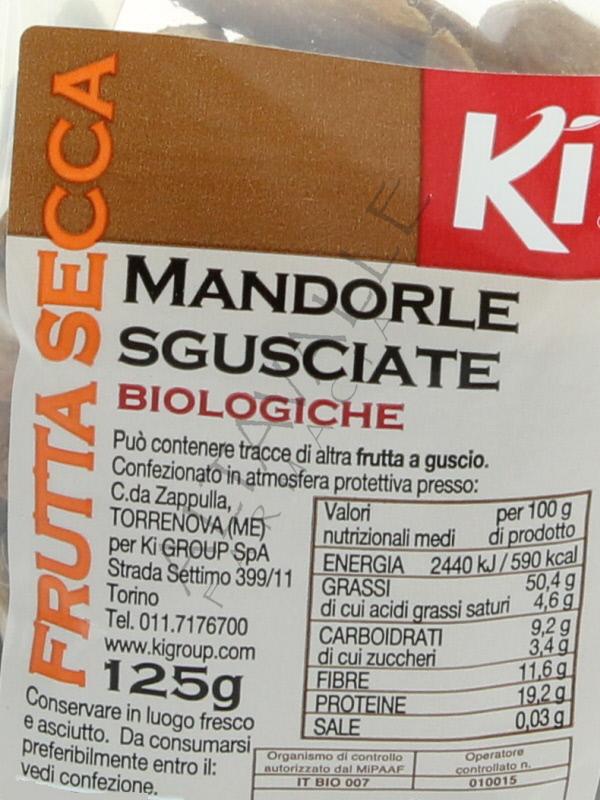 Ki
FRUTTA SECCA
MANDORLE
SGUSCIATE
BIOLOGICHE
Può contenere tracce di altra frutta a guscio.
Confezionato in atmosfera protettiva presso:
C.da Zappulla,
TORRENOVA (ME)
per Ki GROUP SpA
Strada Settimo 399/11
Torino
Tel. 011.7176700
www.kigroup.com
125g
Conservare in luogo fresco
e asciutto. Da consumarsi
preferibilmente entro il:
vedi confezione.
Valori per 100 g
nutrizionali medi di prodotto
ENERGIA 2440 kJ / 590 kcal
GRASSI 50,4 g
di cui acidi grassi saturi 4,6 g
CARBOIDRATI 9,2 g
di cui zuccheri 3,4 g
FIBRE 11,6 g
PROTEINE 19,2 g
SALE 0,03 g
Organismo di controllo Operatore
autorizzato dal MiPAAF controllato n.
IT BIO 007 010015